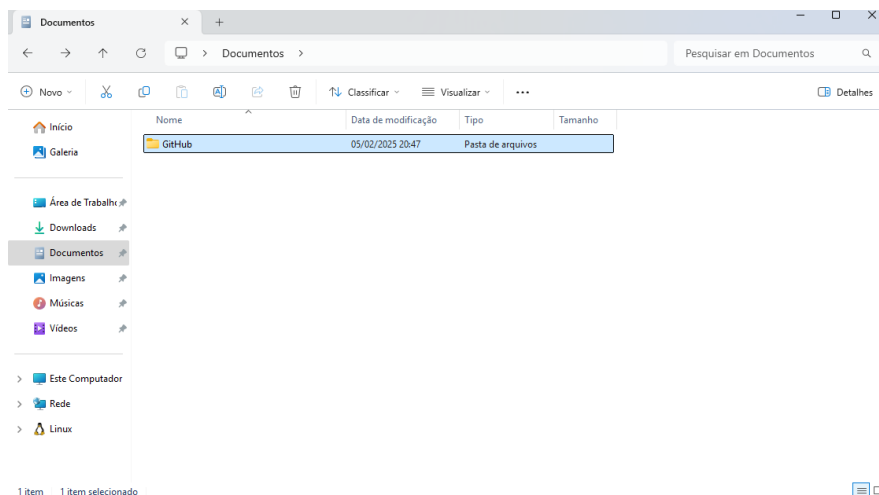 Documentos
Documentos
Pesquisar em Documentos
Novo
Classificar
Visualizar
Detalhes
Nome Data de modificação Tipo Tamanho
GitHub 05/02/2025 20:47 Pasta de arquivos
Início
Galeria
Área de Trabalho
Downloads
Documentos
Imagens
Músicas
Vídeos
Este Computador
Rede
Linux
1 item 1 item selecionado